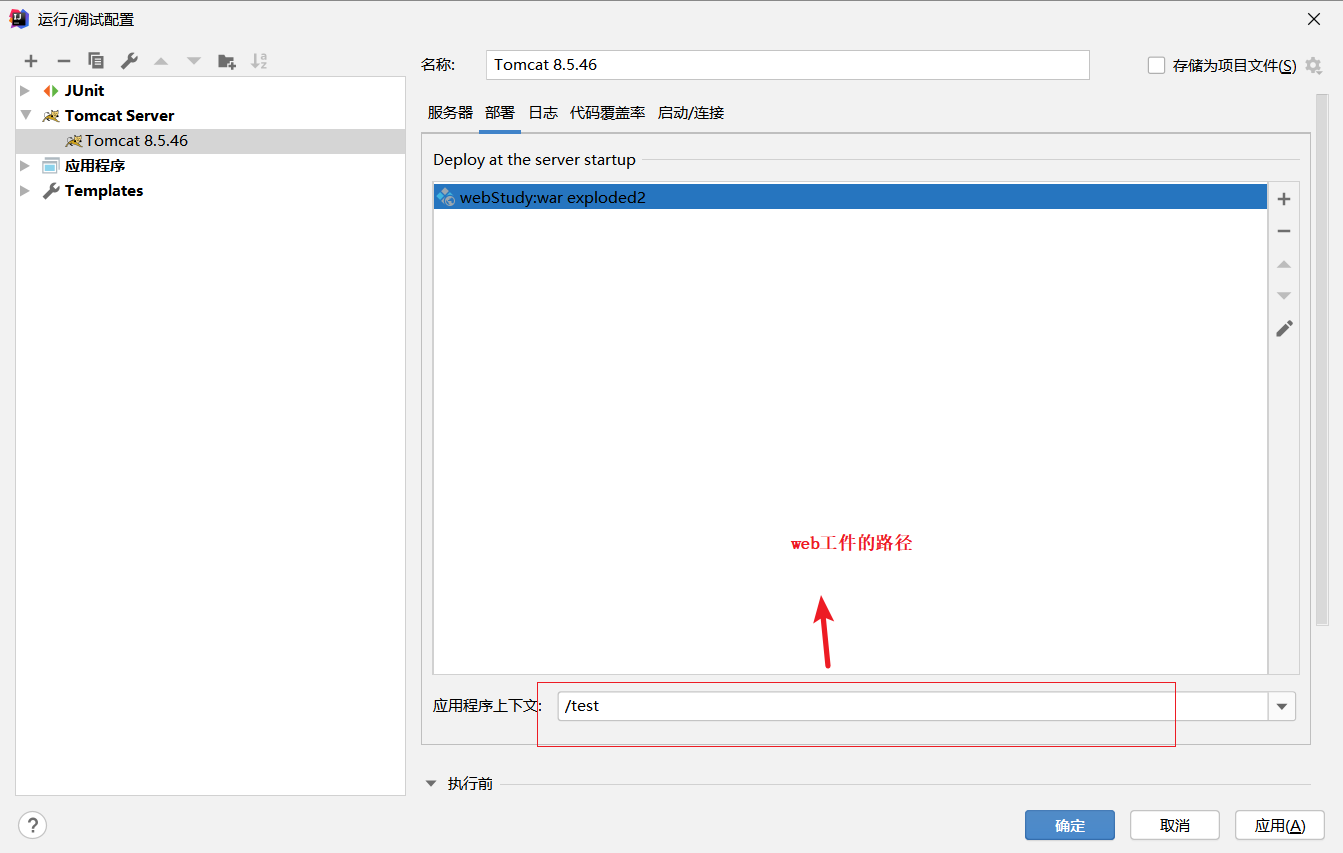 运行/调试配置
JUnit
Tomcat Server
Tomcat 8.5.46
应用程序
Templates
名称:
Tomcat 8.5.46
存储为项目文件(S)
服务器 部署 日志 代码覆盖率 启动/连接
Deploy at the server startup
webStudy:war exploded2
web工件的路径
应用程序上下文:
/test
执行前
?
确定
取消
应用(A)